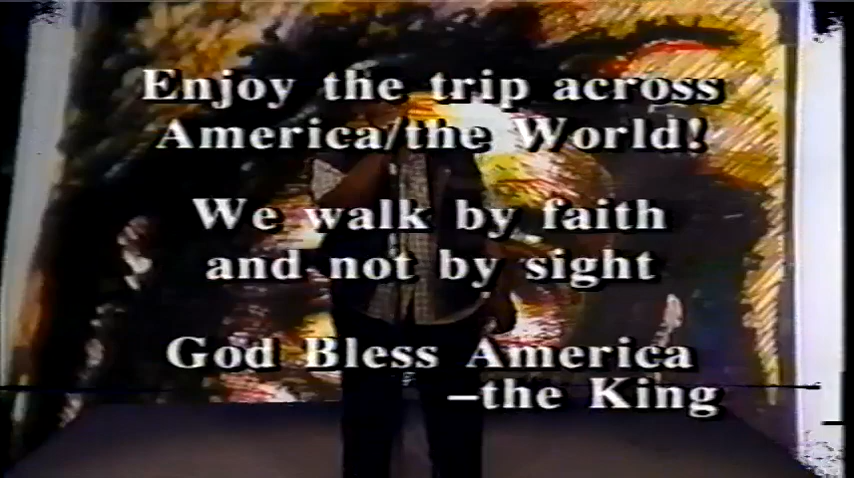 Enjoy the trip across
America/the World!
We walk by faith
and not by sight
God Bless America
–the King